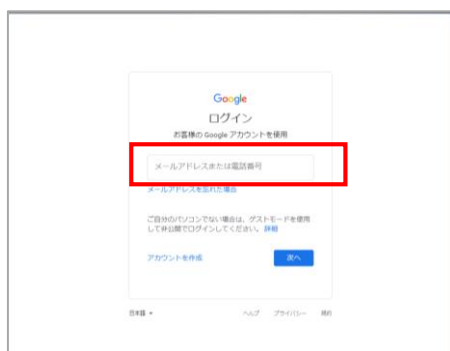 Google
ログイン
お客様の Google アカウントを使用
メールアドレスまたは電話番号
メールアドレスを忘れた場合
ご自分のパソコンでない場合は、ゲストモードを使用
して非公開でログインしてください。 詳細
アカウントを作成
次へ
日本語
ヘルプ プライバシー 規約